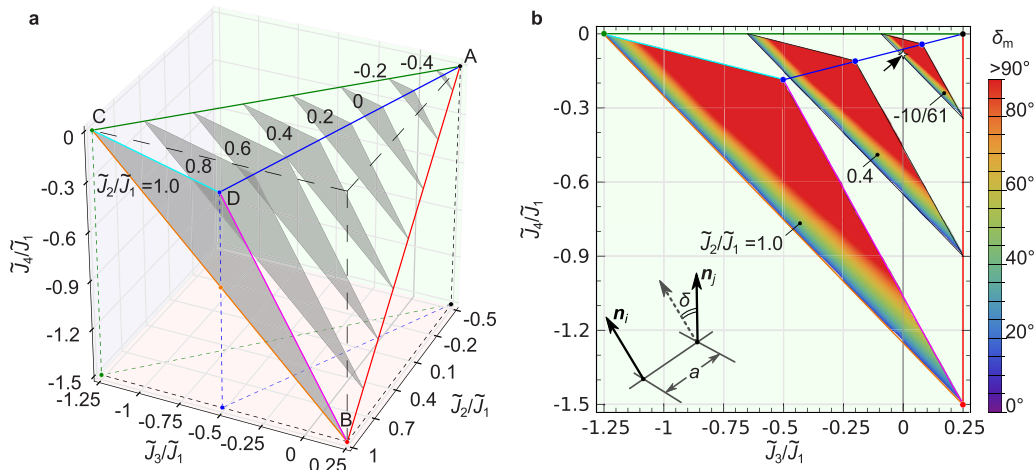 a
A
-0.4
-0.2
0
0.2
0.4
0.6
0.8
C
D
B
J̃₂/J̃₁ =1.0
0
-0.3
-0.6
-0.9
-1.2
-1.5
J̃₄/J̃₁
-1.25
-1
-0.75
-0.5
-0.25
0
0.25
J̃₃/J̃₁
-0.5
-0.2
0.1
0.4
0.7
1
J̃₂/J̃₁
b
0
-0.3
-0.6
-0.9
-1.2
-1.5
J̃₄/J̃₁
-10/61
0.4
J̃₂/J̃₁ =1.0
nᵢ
nⱼ
δ
a
-1.25
-1
-0.75
-0.5
-0.25
0
0.25
J̃₃/J̃₁
δₘ
>90°
80°
60°
40°
20°
0°